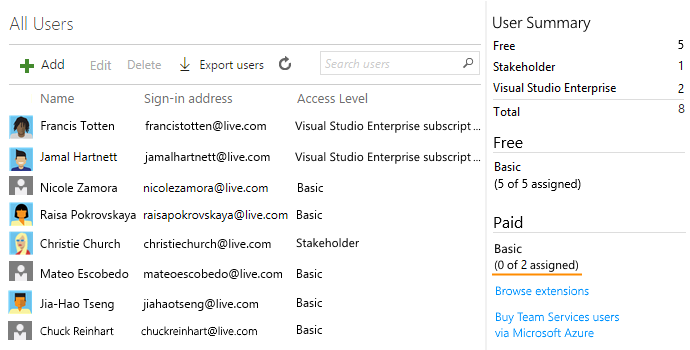 All Users
Add Edit Delete Export users Search users
Name Sign-in address Access Level
Francis Totten francistotten@live.com Visual Studio Enterprise subscript ...
Jamal Hartnett jamalhartnett@live.com Visual Studio Enterprise subscript ...
Nicole Zamora nicolezamora@live.com Basic
Raisa Pokrovskaya raisapokrovskaya@live.com Basic
Christie Church christiechurch@live.com Stakeholder
Mateo Escobedo mateoescobedo@live.com Basic
Jia-Hao Tseng jiahaotseng@live.com Basic
Chuck Reinhart chuckreinhart@live.com Basic
User Summary
Free 5
Stakeholder 1
Visual Studio Enterprise 2
Total 8
Free
Basic
(5 of 5 assigned)
Paid
Basic
(0 of 2 assigned)
Browse extensions
Buy Team Services users
via Microsoft Azure